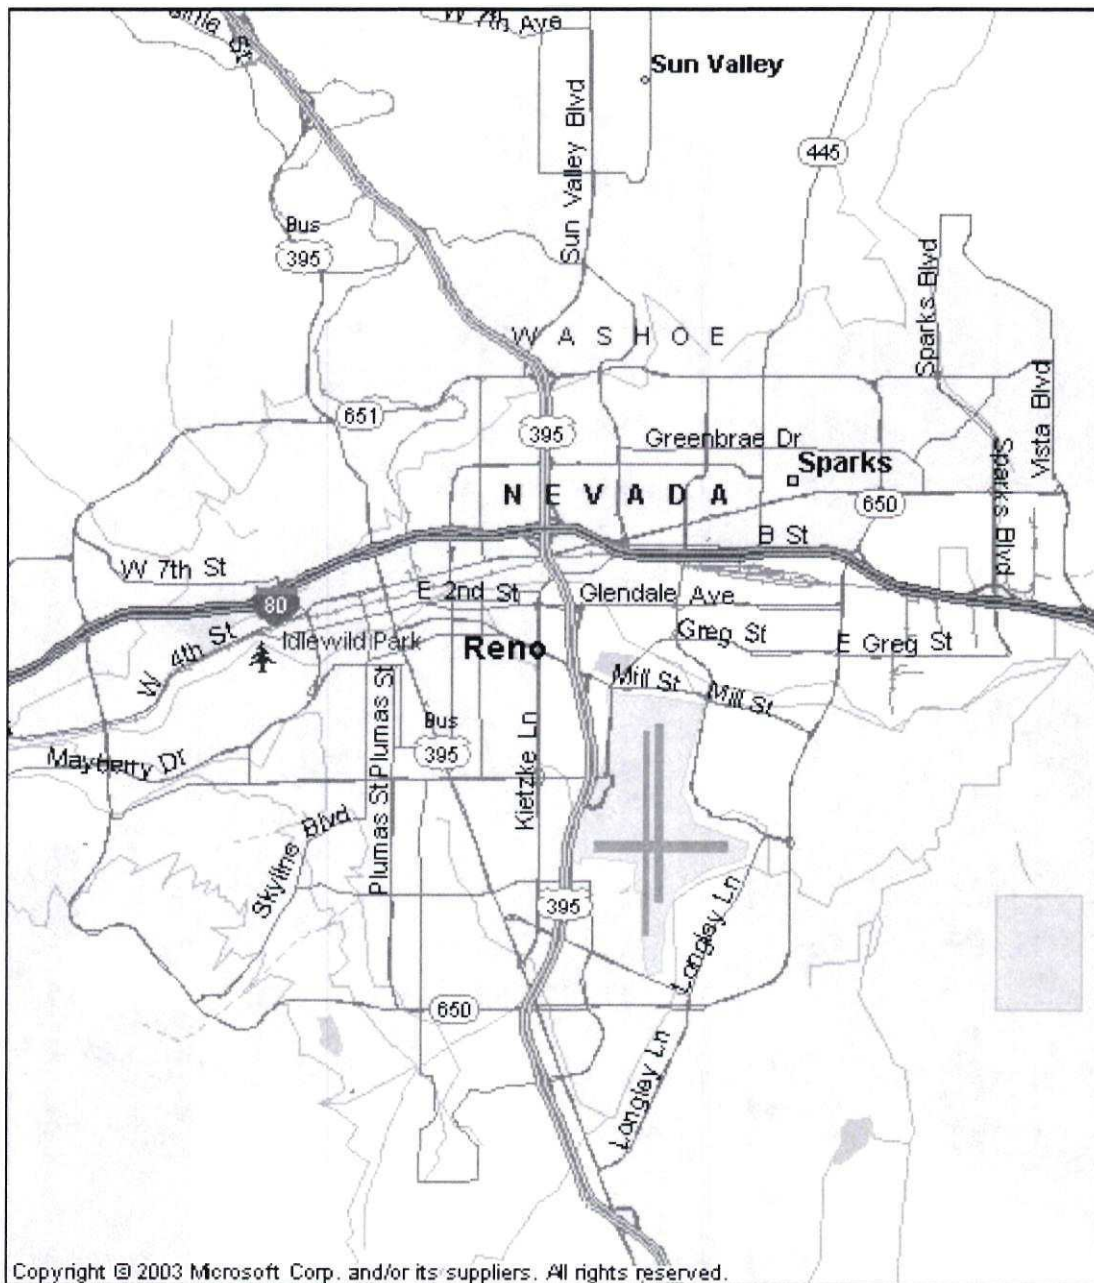 W 7th Ave
St
Sun Valley
Sun Valley Blvd
445
Bus
395
Sparks Blvd
W A S H O E
Vista Blvd
651
395
Greenbrae Dr
Sparks
N E V A D A
650
Sparks Blvd
B St
W 7th St
80
E 2nd St
Glendale Ave
W 4th St
Idlewild Park
Reno
Greg St
E Greg St
Mill St
Mill St
Plumas St
Bus
395
Mayberry Dr
Kietzke Ln
Skyline Blvd
Plumas St
395
Longley Ln
650
Longley Ln
Copyright © 2003 Microsoft Corp. and/or its suppliers. All rights reserved.